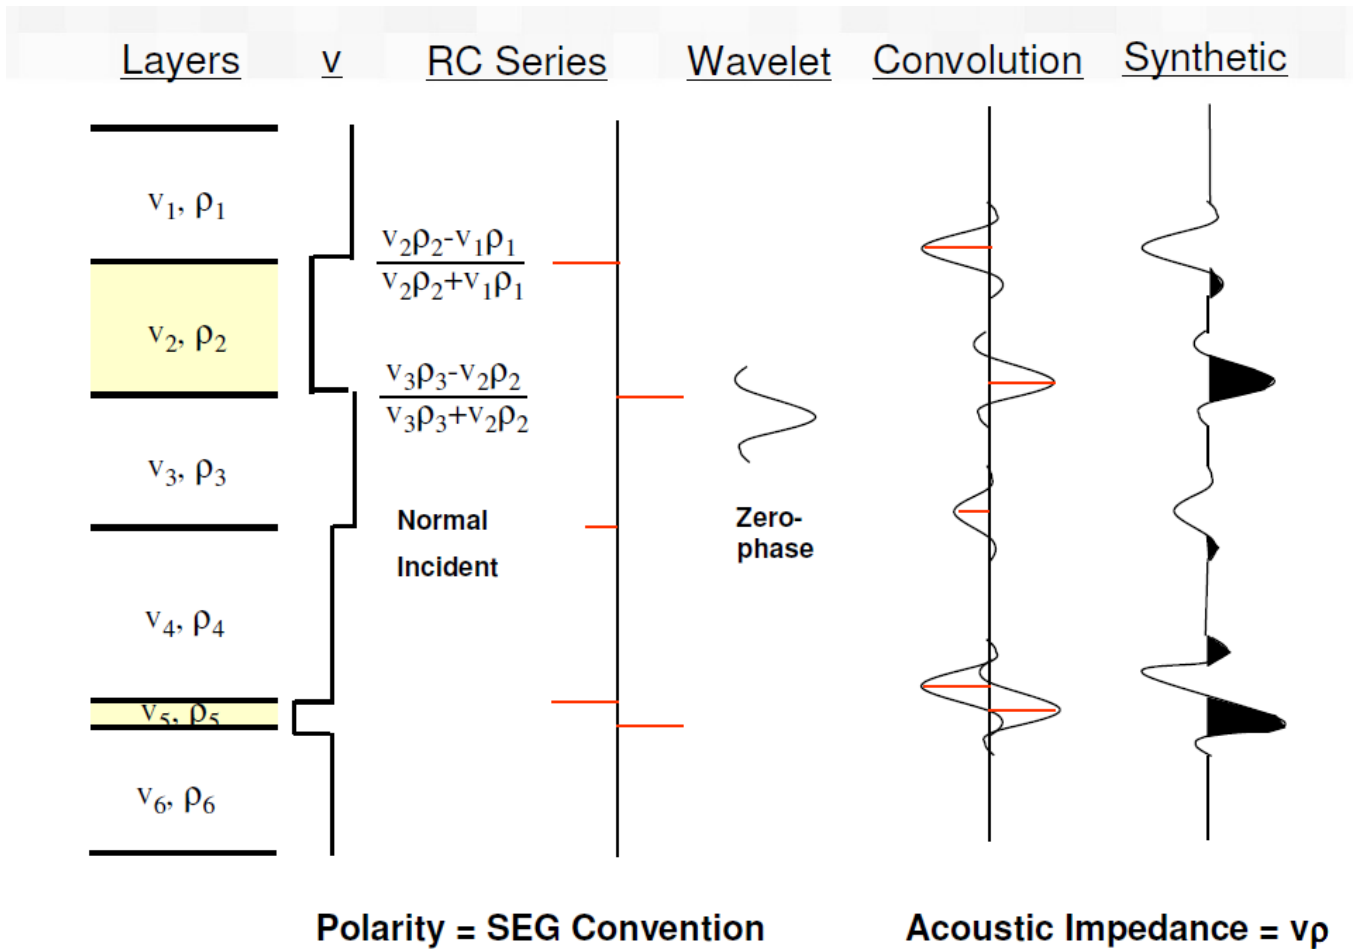 Layers v RC Series Wavelet Convolution Synthetic
v₁, ρ₁
v₂ρ₂-v₁ρ₁
v₂ρ₂+v₁ρ₁
v₂, ρ₂
v₃ρ₃-v₂ρ₂
v₃ρ₃+v₂ρ₂
v₃, ρ₃
Normal
Incident
Zero-
phase
v₄, ρ₄
v₅, ρ₅
v₆, ρ₆
Polarity = SEG Convention
Acoustic Impedance = vρ